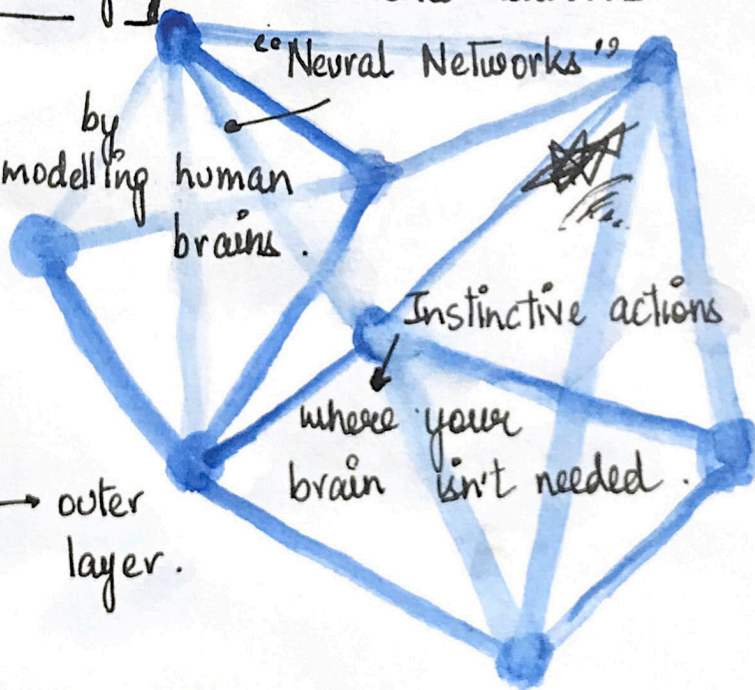 "Neural Networks"
by
modelling human
brains.
Instinctive actions
where your
brain isn't needed.
→ outer
layer.